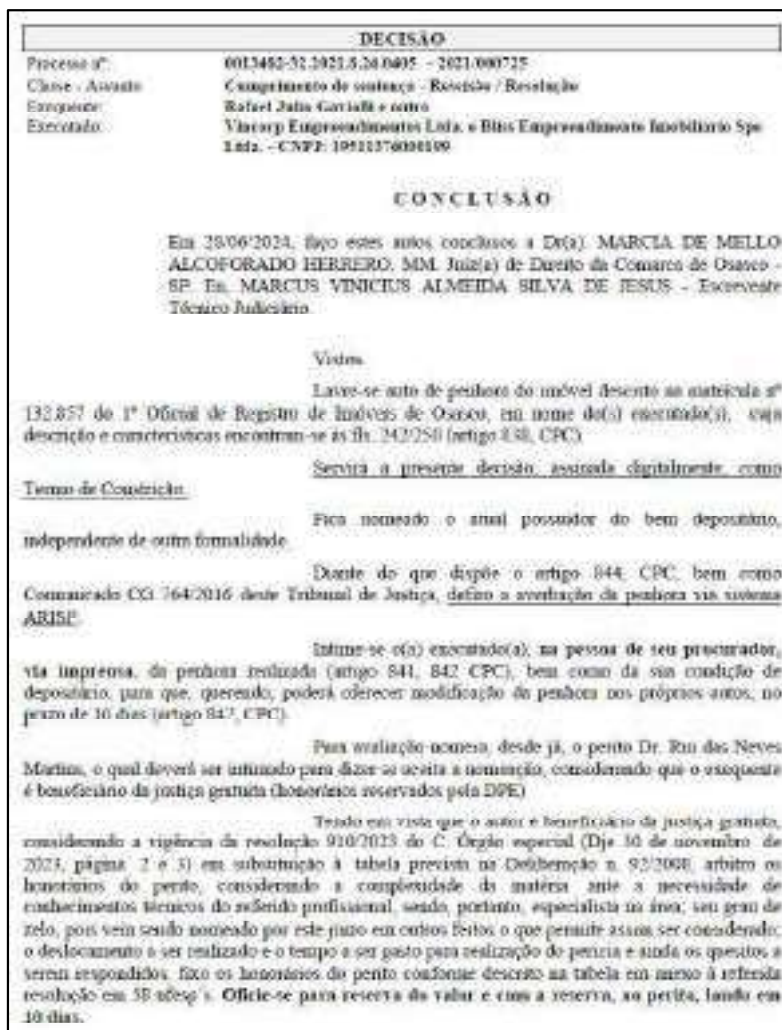 DECISÃO
Processo nº:
Classe - Assunto
Cumprimento de sentença - Rescisão / Resolução
Exequente:
Rafael Julio e outro
Executado:
Vincorp Empreendimentos Ltda. e Bliss Empreendimento Imobiliario Spe
Ltda. - CNPJ:
CONCLUSÃO
Em 28/06/2024, faço estes autos conclusos a Dr(a). MARCIA DE MELLO
ALCOFORADO HERRERO, MM. Juiz(a) de Direito da Comarca de Osasco -
SP. Eu, MARCUS VINICIUS ALMEIDA SILVA DE JESUS - Escrevente
Técnico Judiciário.
Vistos.
Lavre-se auto de penhora do imóvel descrito na matrícula nº
132.857 do 1º Oficial de Registro de Imóveis de Osasco, em nome do(s) executado(s), cuja
descrição e características encontram-se às fls. 242/250 (artigo 838, CPC).
Servirá a presente decisão, assinada digitalmente, como
Termo de Constrição.
Fica nomeado o atual possuidor do bem depositário,
independente de outra formalidade.
Diante do que dispõe o artigo 844, CPC, bem como
Comunicado CG 764/2016 deste Tribunal de Justiça, defiro a averbação da penhora via sistema
ARISP.
Intime-se o(a) executado(a), na pessoa de seu procurador,
via imprensa, da penhora realizada (artigo 841, 842 CPC), bem como da sua condição de
depositário, para que, querendo, poderá oferecer modificação da penhora nos próprios autos, no
prazo de 10 dias (artigo 847, CPC).
Para avaliação nomeio, desde já, o perito Dr. Rui das Neves
Martins, o qual deverá ser intimado para dizer se aceita a nomeação, considerando que o exequente
é beneficiário da justiça gratuita (honorários reservados pela DPE)
Tendo em vista que o autor é beneficiário da justiça gratuita,
considerando a vigência da resolução 910/2023 do C. Órgão especial (Dje 30 de novembro de
2023, página 2 e 3) em substituição à tabela prevista na Deliberação n. 92/2008, arbitro os
honorários do perito, considerando a complexidade da matéria ante a necessidade de
conhecimentos técnicos do referido profissional, sendo, portanto, especialista na área; seu grau de
zelo, pois vem sendo nomeado por este juízo em outros feitos o que permite assim ser considerado;
o deslocamento a ser realizado e o tempo a ser gasto para realização do perícia e ainda os quesitos a
serem respondidos, fixo os honorários do perito conforme descrito na tabela em anexo à referida
resolução em 58 ufesp's. Oficie-se para reserva do valor e com a reserva, ao perito, laudo em
30 dias.